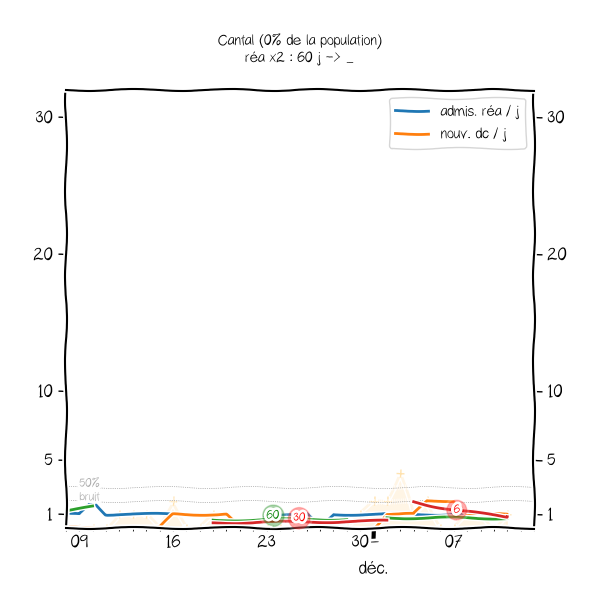 Cantal (0% de la population)
réa x2 : 60 j -> _
admis. réa / j
nouv. dc / j
30 30
20 20
10 10
5 5
50%
bruit
1 1
60 30 6
09 16 23 30 07
déc.